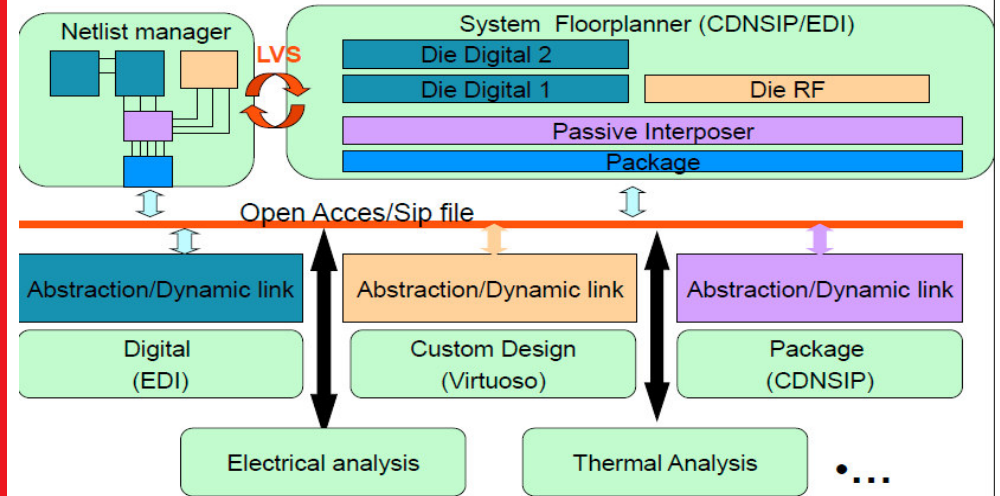 Netlist manager
LVS
System Floorplanner (CDNSIP/EDI)
Die Digital 2
Die Digital 1
Die RF
Passive Interposer
Package
Open Acces/Sip file
Abstraction/Dynamic link
Abstraction/Dynamic link
Abstraction/Dynamic link
Digital
(EDI)
Custom Design
(Virtuoso)
Package
(CDNSIP)
Electrical analysis
Thermal Analysis
•...